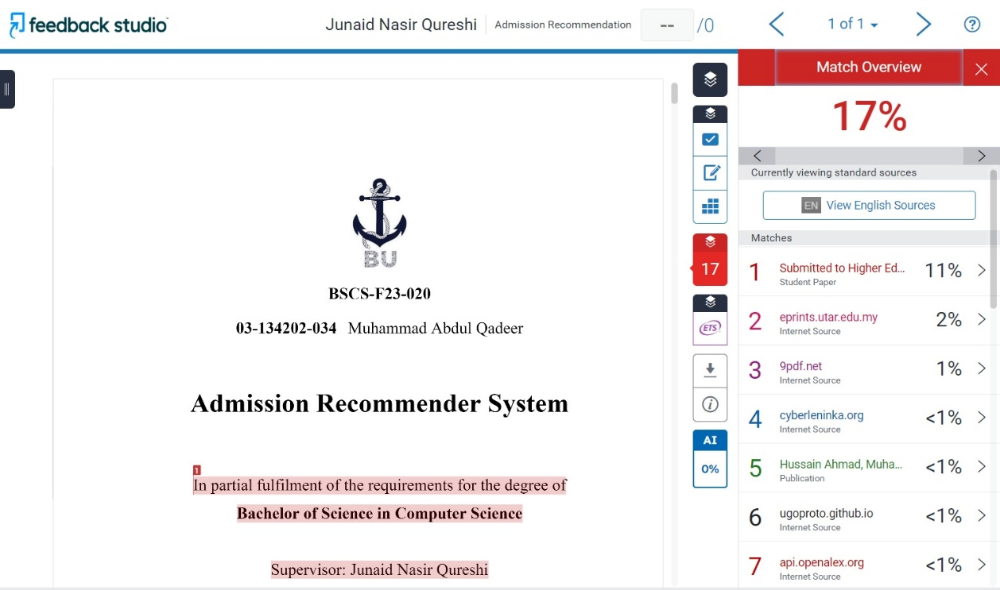 feedback studio
Junaid Nasir Qureshi
Admission Recommendation
-- /0
1 of 1
?
Match Overview
17%
Currently viewing standard sources
EN View English Sources
Matches
1 Submitted to Higher Ed... 11%
Student Paper
2 eprints.utar.edu.my 2%
Internet Source
3 9pdf.net 1%
Internet Source
4 cyberleninka.org <1%
Internet Source
5 Hussain Ahmad, Muha... <1%
Publication
6 ugoproto.github.io <1%
Internet Source
7 api.openalex.org <1%
Internet Source
17
ETS
i
AI
0%
BU
BSCS-F23-020
03-134202-034 Muhammad Abdul Qadeer
Admission Recommender System
1
In partial fulfilment of the requirements for the degree of
Bachelor of Science in Computer Science
Supervisor: Junaid Nasir Qureshi